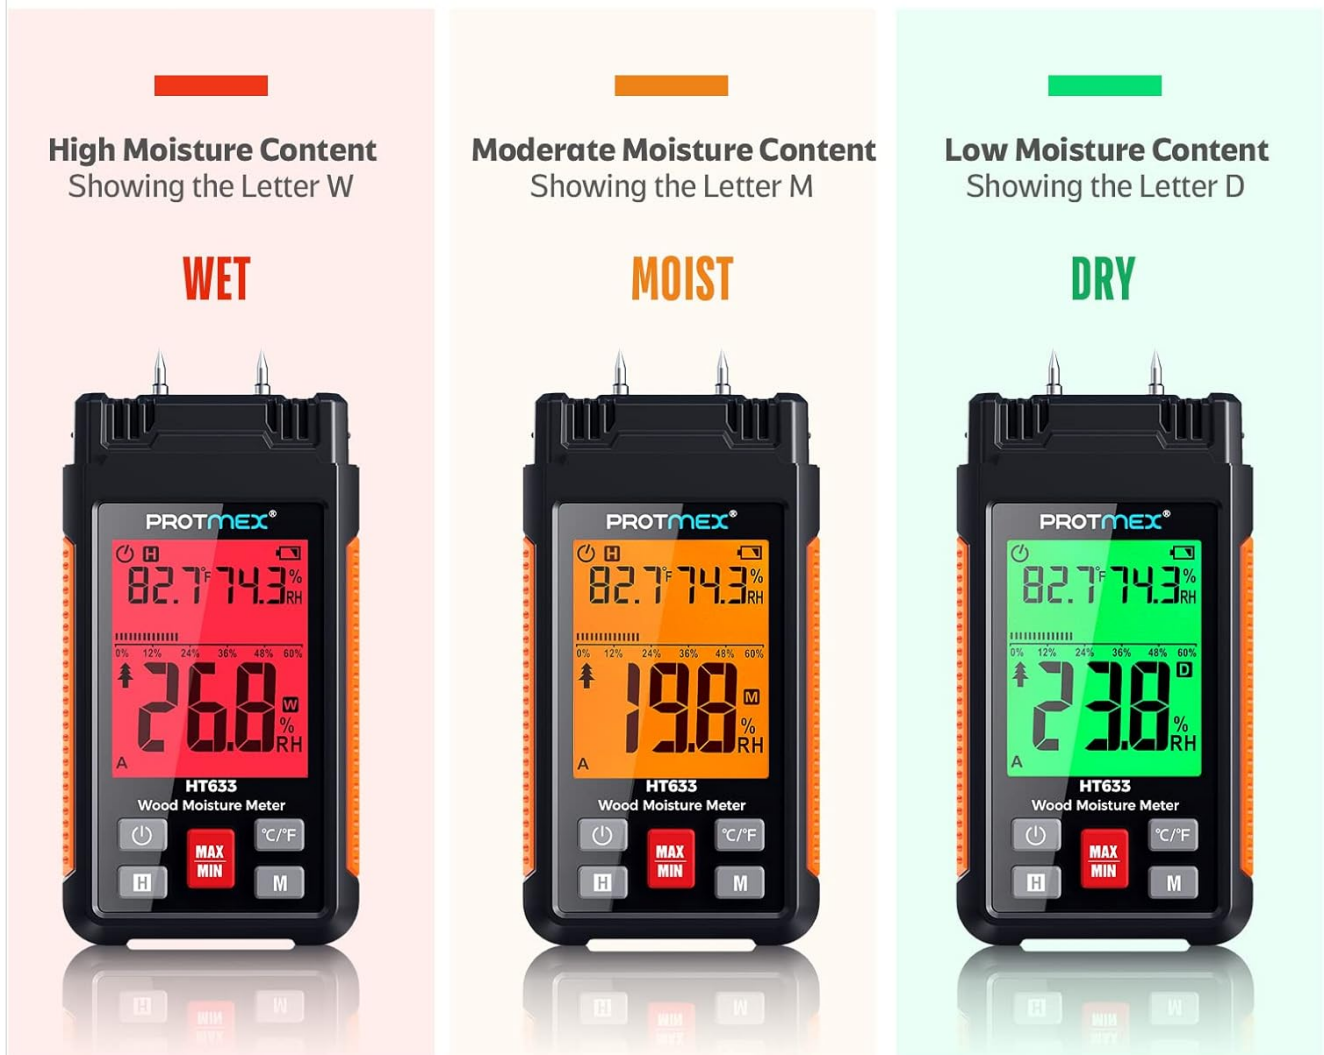 High Moisture Content
Showing the Letter W
WET
PROTMEX®
H
82.7°F 74.3% RH
0% 12% 24% 36% 48% 60%
26.8 W % RH
A
HT633
Wood Moisture Meter
°C/°F
MAX
MIN
H M
Moderate Moisture Content
Showing the Letter M
MOIST
PROTMEX®
H
82.7°F 74.3% RH
0% 12% 24% 36% 48% 60%
19.8 M % RH
A
HT633
Wood Moisture Meter
°C/°F
MAX
MIN
H M
Low Moisture Content
Showing the Letter D
DRY
PROTMEX®
82.7°F 74.3% RH
0% 12% 24% 36% 48% 60%
23.8 D % RH
A
HT633
Wood Moisture Meter
°C/°F
MAX
MIN
H M